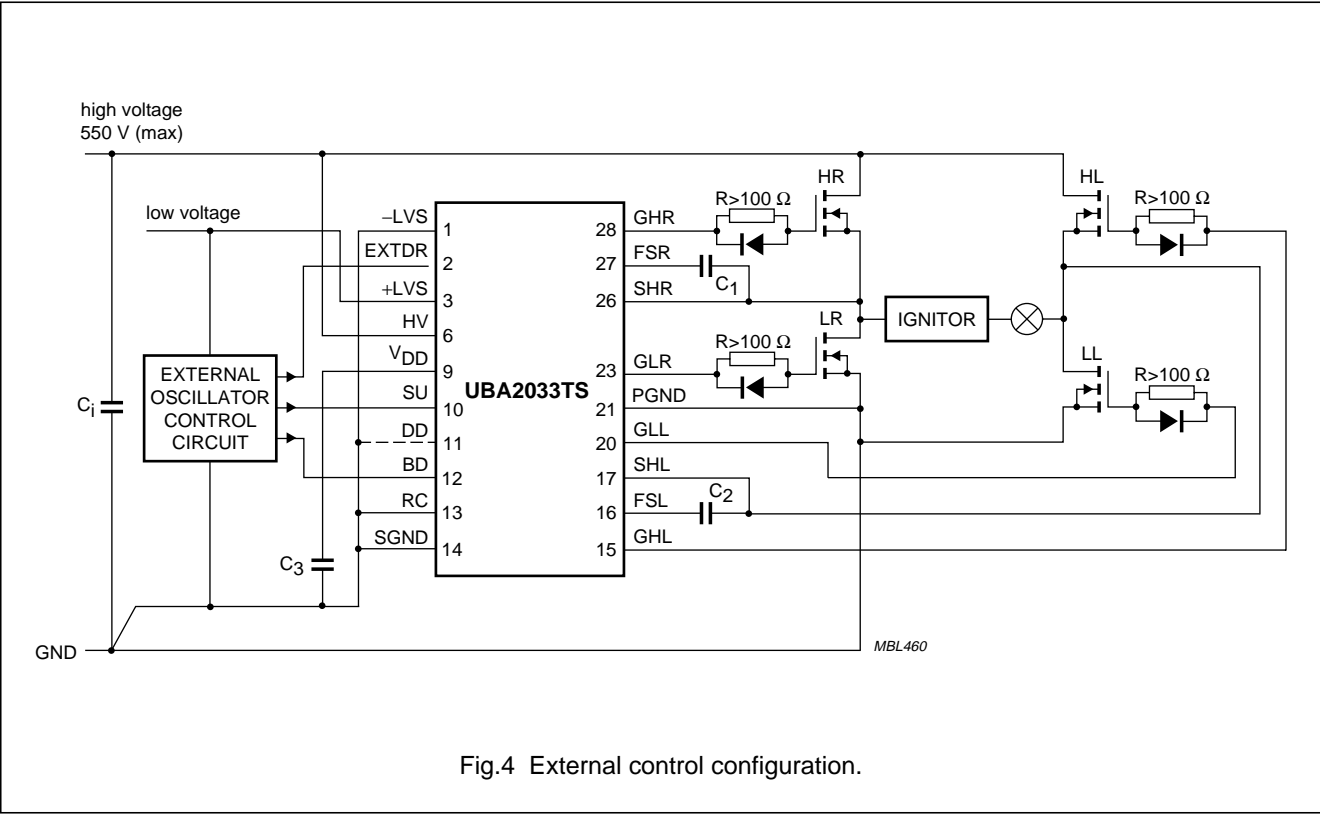 high voltage
550 V (max)
low voltage
−LVS
1
EXTDR
2
+LVS
3
HV
6
VDD
9
SU
10
DD
11
BD
12
RC
13
SGND
14
EXTERNAL
OSCILLATOR
CONTROL
CIRCUIT
Ci
C3
GND
UBA2033TS
28
GHR
27
FSR
26
SHR
23
GLR
21
PGND
20
GLL
17
SHL
16
FSL
15
GHL
R>100 Ω
HR
C1
R>100 Ω
LR
C2
IGNITOR
HL
R>100 Ω
LL
R>100 Ω
MBL460
Fig.4 External control configuration.